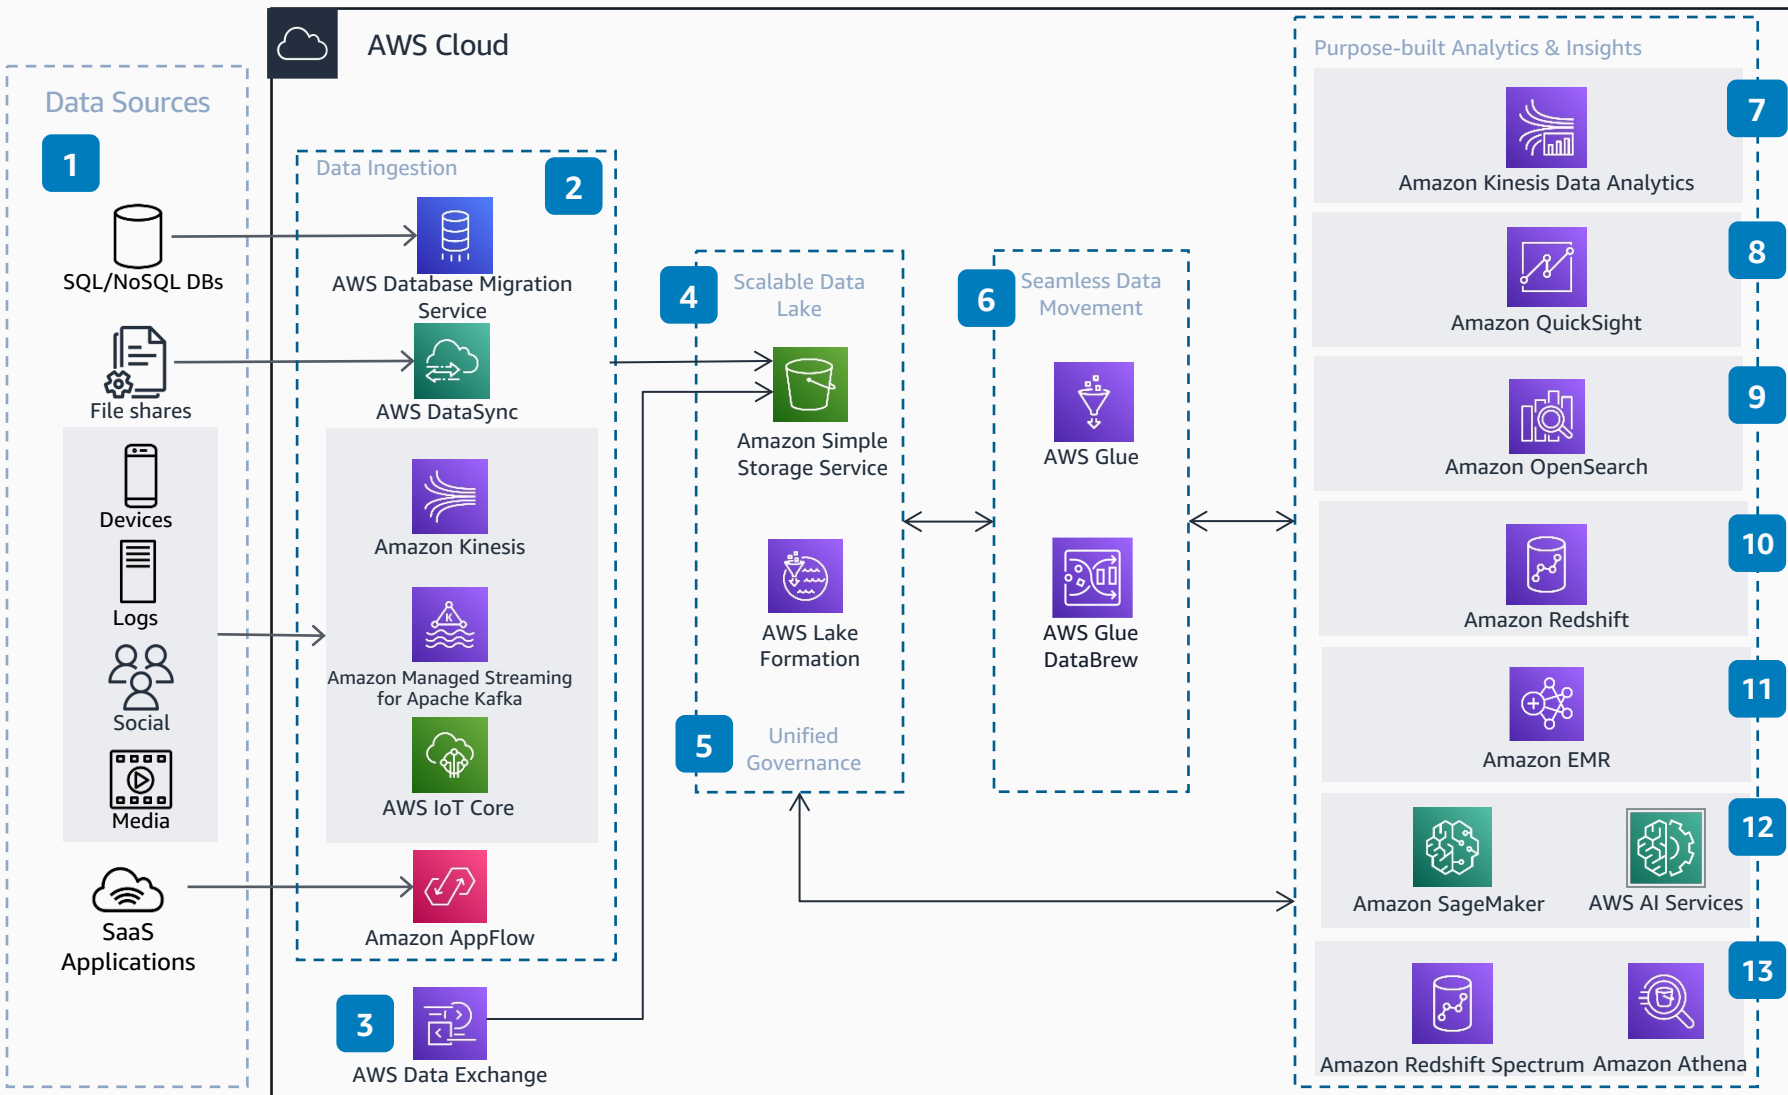 AWS Cloud
Data Sources
1
SQL/NoSQL DBs
File shares
Devices
Logs
Social
Media
SaaS
Applications
Data Ingestion
2
AWS Database Migration
Service
AWS DataSync
Amazon Kinesis
K
Amazon Managed Streaming
for Apache Kafka
AWS IoT Core
Amazon AppFlow
3
AWS Data Exchange
4
Scalable Data
Lake
Amazon Simple
Storage Service
AWS Lake
Formation
5
Unified
Governance
6
Seamless Data
Movement
AWS Glue
AWS Glue
DataBrew
Purpose-built Analytics & Insights
7
Amazon Kinesis Data Analytics
8
Amazon QuickSight
9
Amazon OpenSearch
10
Amazon Redshift
11
Amazon EMR
12
Amazon SageMaker
AWS AI Services
13
Amazon Redshift Spectrum
Amazon Athena